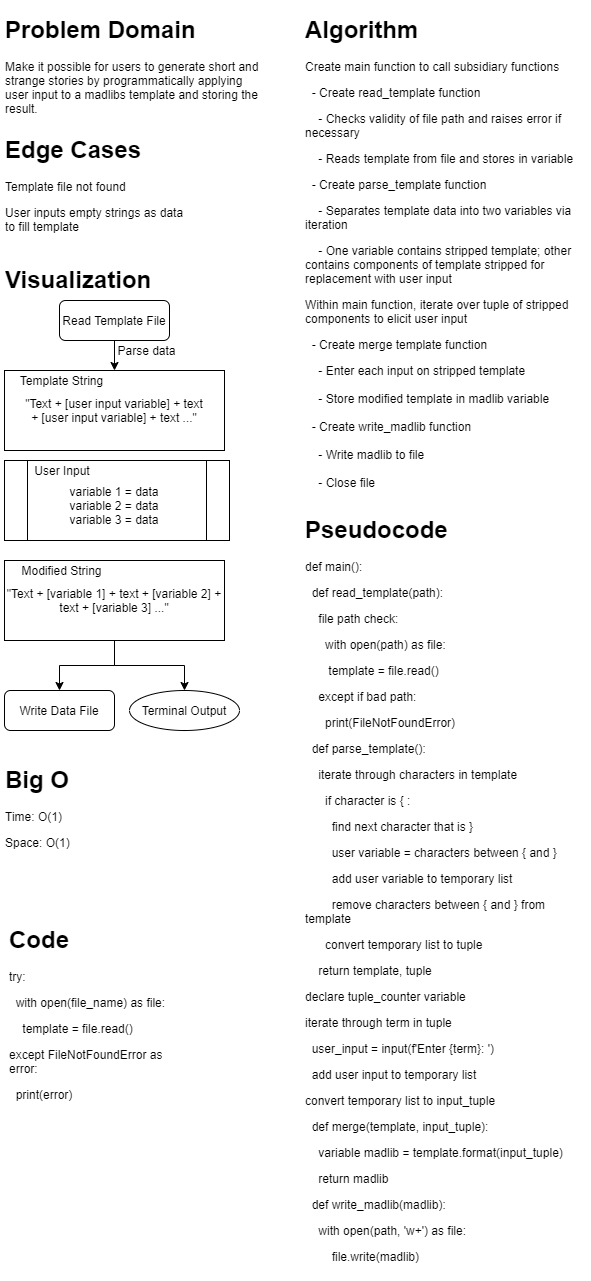 Problem Domain
Make it possible for users to generate short and
strange stories by programmatically applying
user input to a madlibs template and storing the
result.
Edge Cases
Template file not found
User inputs empty strings as data
to fill template
Visualization
Read Template File
Parse data
Template String
"Text + [user input variable] + text
+ [user input variable] + text ..."
User Input
variable 1 = data
variable 2 = data
variable 3 = data
Modified String
"Text + [variable 1] + text + [variable 2] +
text + [variable 3] ..."
Write Data File
Terminal Output
Big O
Time: O(1)
Space: O(1)
Code
try:
with open(file_name) as file:
template = file.read()
except FileNotFoundError as
error:
print(error)
Algorithm
Create main function to call subsidiary functions
- Create read_template function
- Checks validity of file path and raises error if
necessary
- Reads template from file and stores in variable
- Create parse_template function
- Separates template data into two variables via
iteration
- One variable contains stripped template; other
contains components of template stripped for
replacement with user input
Within main function, iterate over tuple of stripped
components to elicit user input
- Create merge template function
- Enter each input on stripped template
- Store modified template in madlib variable
- Create write_madlib function
- Write madlib to file
- Close file
Pseudocode
def main():
def read_template(path):
file path check:
with open(path) as file:
template = file.read()
except if bad path:
print(FileNotFoundError)
def parse_template():
iterate through characters in template
if character is { :
find next character that is }
user variable = characters between { and }
add user variable to temporary list
remove characters between { and } from
template
convert temporary list to tuple
return template, tuple
declare tuple_counter variable
iterate through term in tuple
user_input = input(f'Enter {term}: ')
add user input to temporary list
convert temporary list to input_tuple
def merge(template, input_tuple):
variable madlib = template.format(input_tuple)
return madlib
def write_madlib(madlib):
with open(path, 'w+') as file:
file.write(madlib)